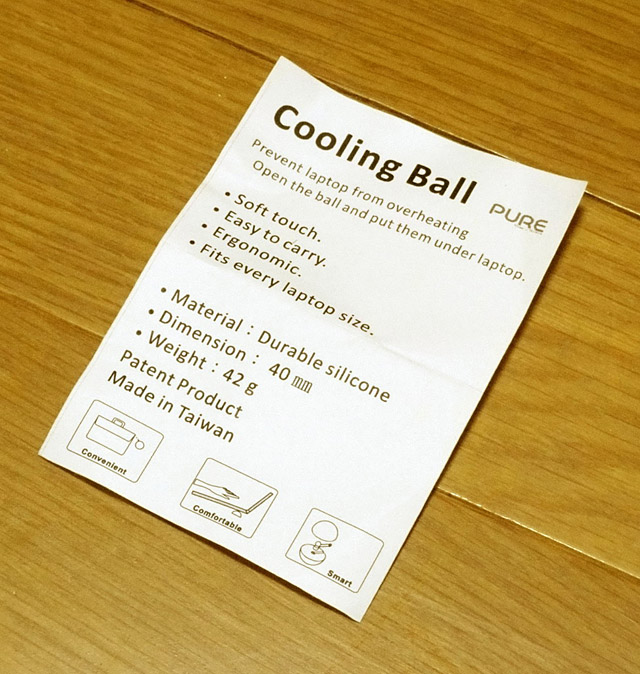 Cooling Ball
Prevent laptop from overheating
Open the ball and put them under laptop.
PURE
• Soft touch.
• Easy to carry.
• Ergonomic.
• Fits every laptop size.
• Material : Durable silicone
• Dimension : 40 ㎜
• Weight : 42 g
Patent Product
Made in Taiwan
Convenient
Comfortable
Smart